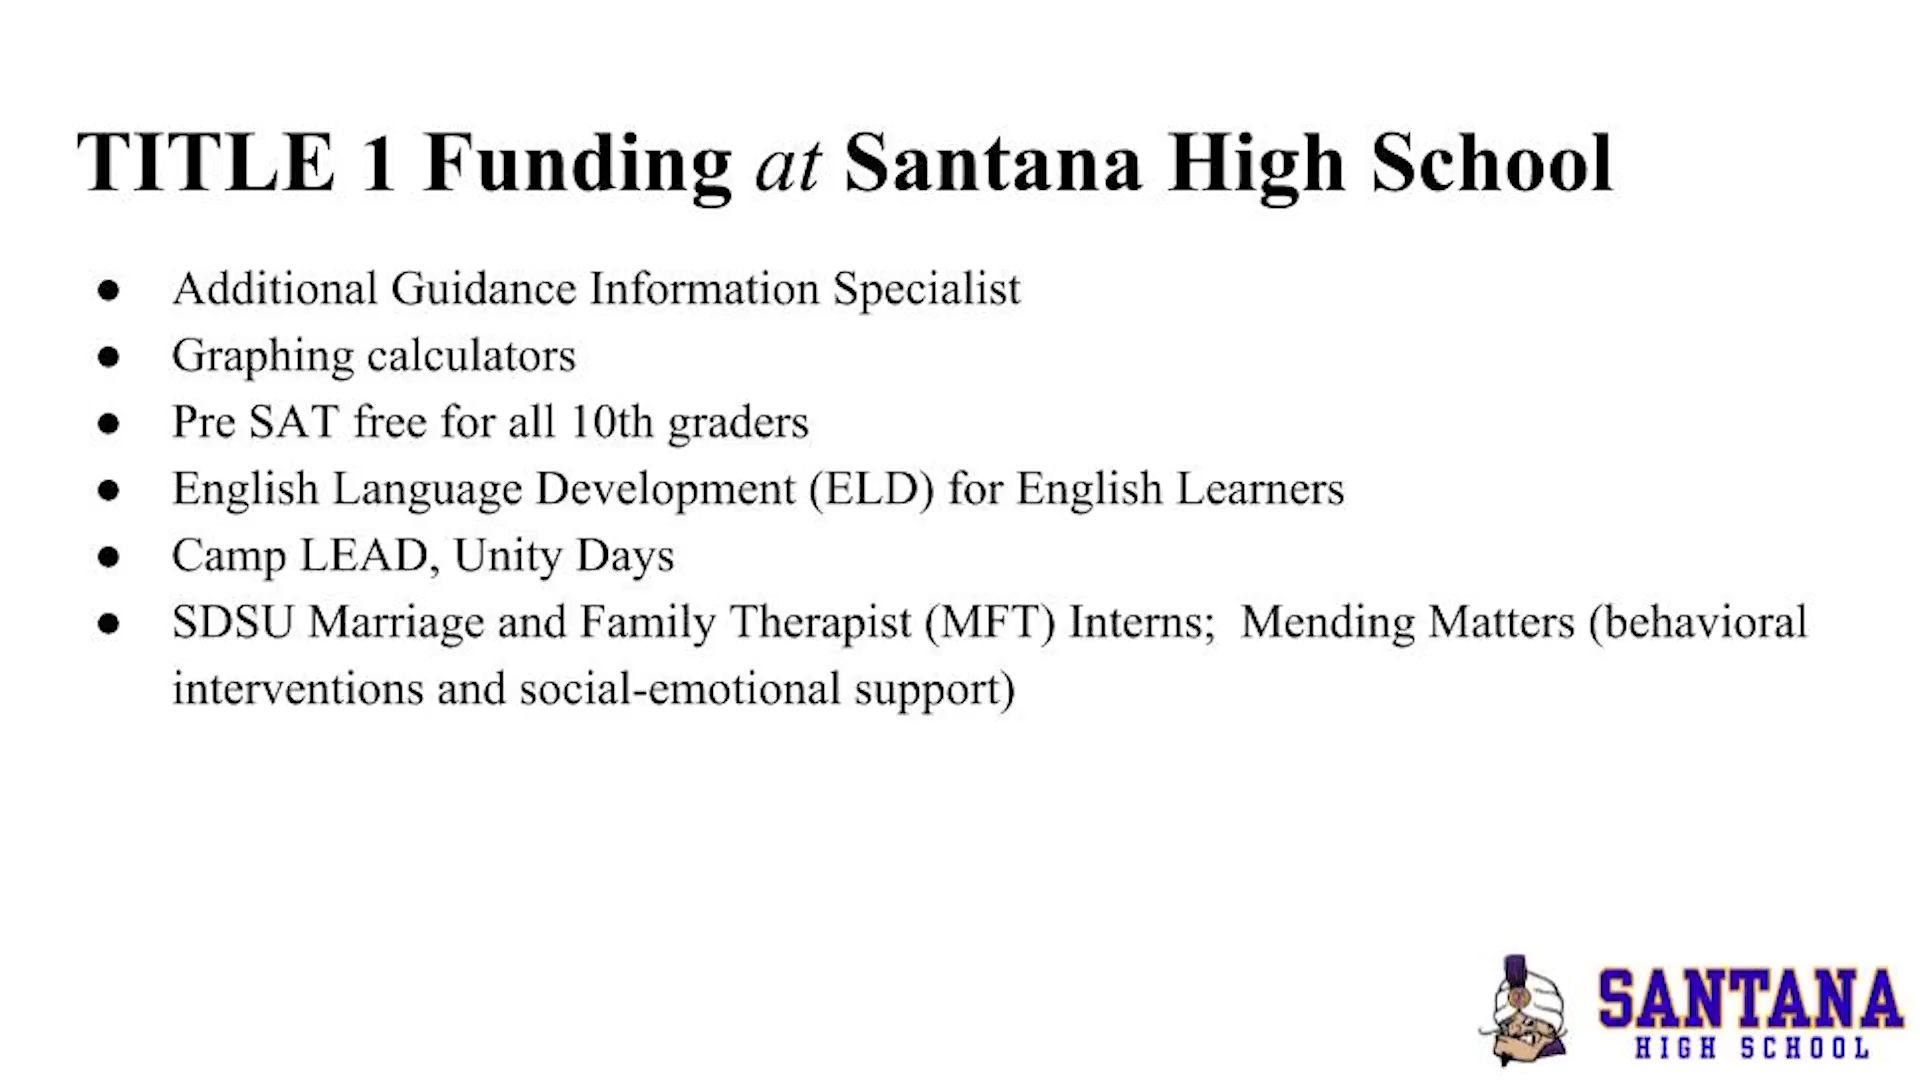 TITLE 1 Funding at Santana High School
● Additional Guidance Information Specialist
● Graphing calculators
● Pre SAT free for all 10th graders
● English Language Development (ELD) for English Learners
● Camp LEAD, Unity Days
● SDSU Marriage and Family Therapist (MFT) Interns;  Mending Matters (behavioral
interventions and social-emotional support)
SANTANA
HIGH SCHOOL